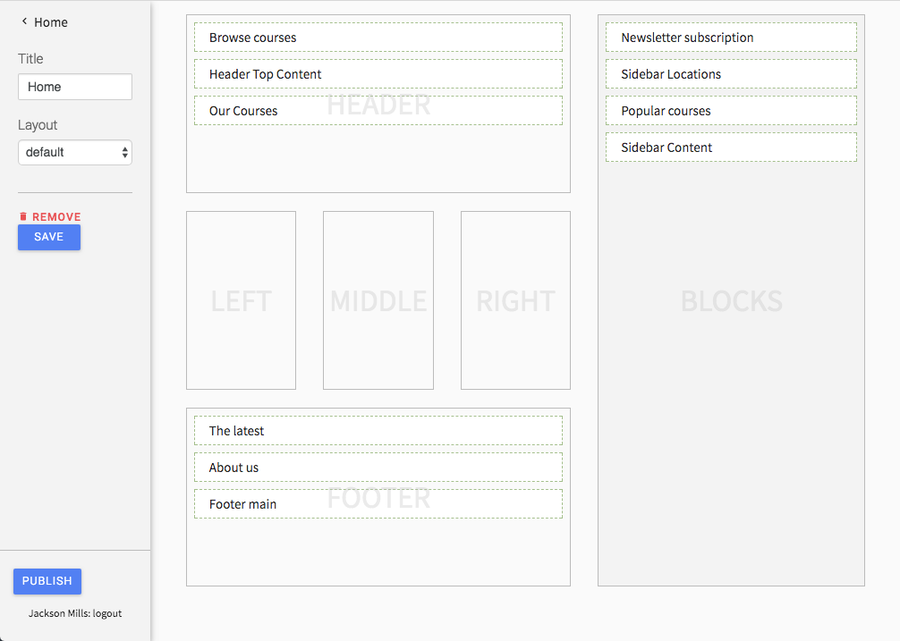 Home
Title
Home
Layout
default
REMOVE
SAVE
PUBLISH
Jackson Mills: logout
Browse courses
Header Top Content
HEADER
Our Courses
LEFT
MIDDLE
RIGHT
The latest
About us
FOOTER
Footer main
Newsletter subscription
Sidebar Locations
Popular courses
Sidebar Content
BLOCKS